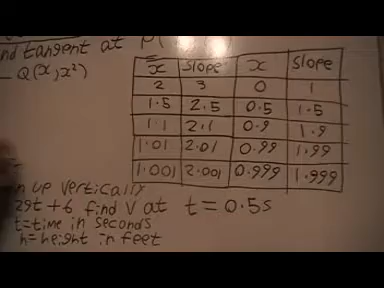 nd tangent at P(
Q(x, x²)
x slope x slope
2 3 0 1
1.5 2.5 0.5 1.5
1.1 2.1 0.9 1.9
1.01 2.01 0.99 1.99
1.001 2.001 0.999 1.999
n up vertically
29t + 6 find V at t = 0.5s
t = time in seconds
h = height in feet